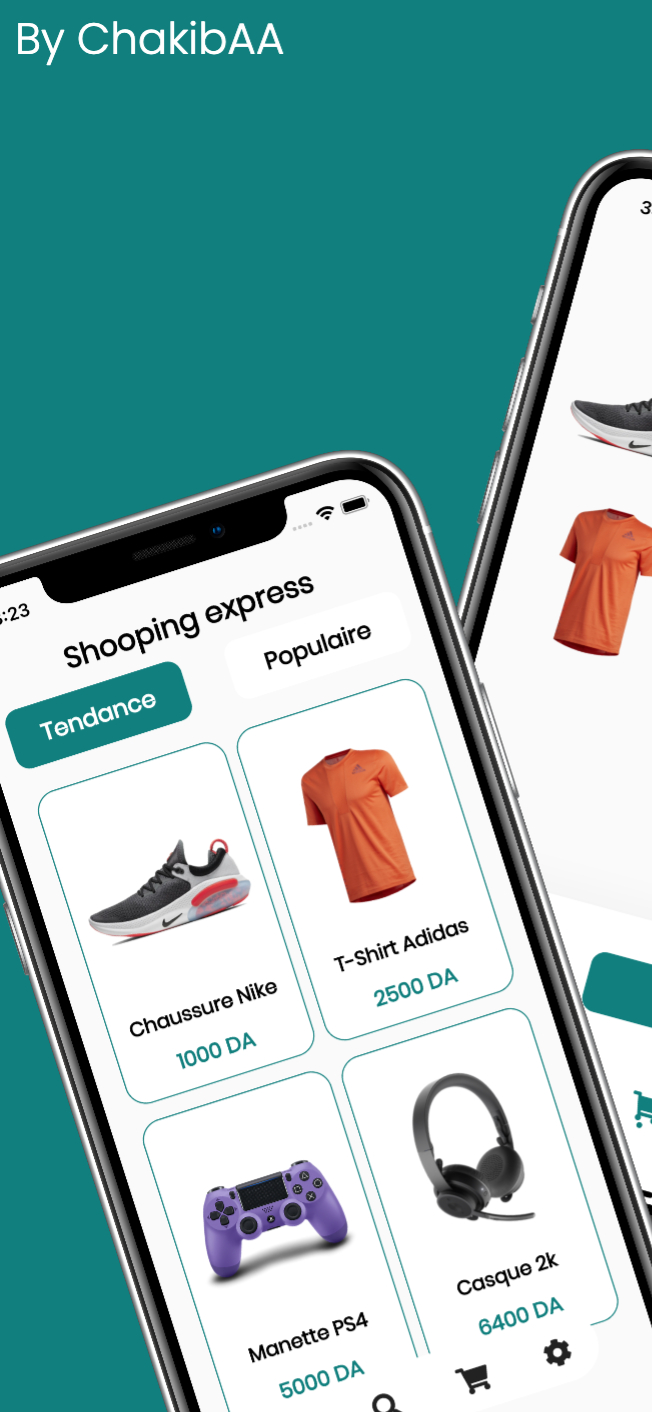 By ChakibAA
:23
Shooping express
Tendance
Populaire
Chaussure Nike
1000 DA
T-Shirt Adidas
2500 DA
Manette PS4
5000 DA
Casque 2k
6400 DA